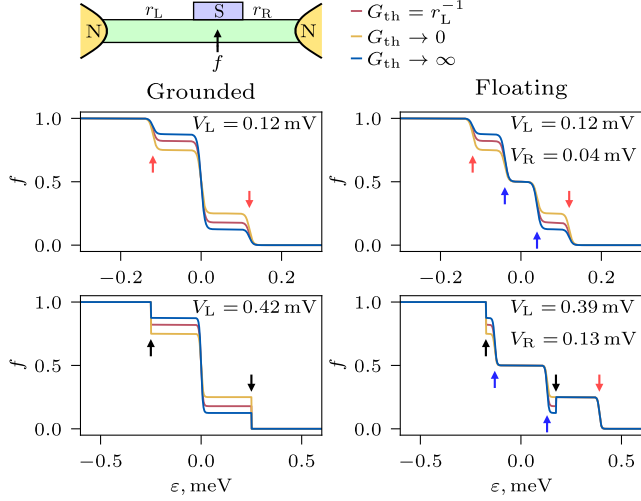 r_L S r_R
N N
f
G_th = r_L^{-1}
G_th → 0
G_th → ∞
Grounded
Floating
V_L = 0.12 mV
V_L = 0.12 mV
V_R = 0.04 mV
f 1.0 0.5 0.0
−0.2 0.0 0.2
f 1.0 0.5 0.0
−0.2 0.0 0.2
V_L = 0.42 mV
V_L = 0.39 mV
V_R = 0.13 mV
f 1.0 0.5 0.0
−0.5 0.0 0.5
ε, meV
f 1.0 0.5 0.0
−0.5 0.0 0.5
ε, meV